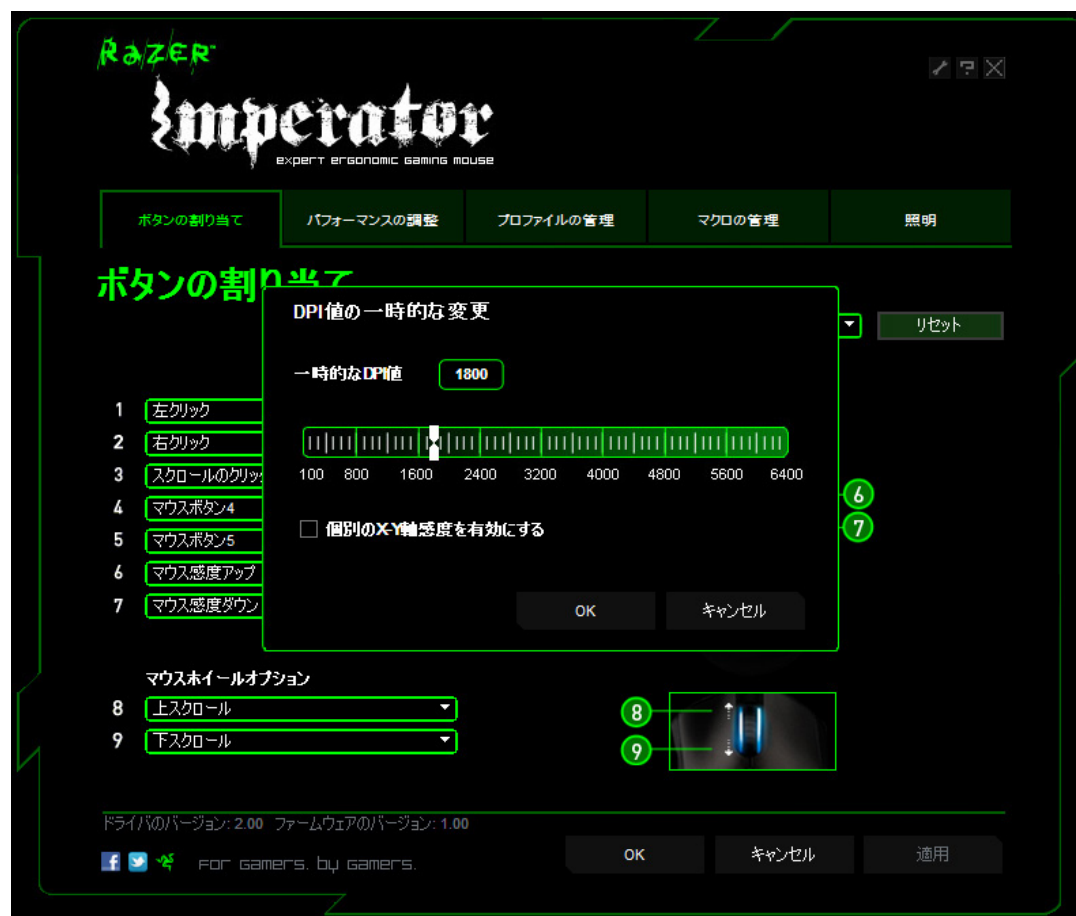 RAZER™
Imperator
expert ergonomic gaming mouse
ボタンの割り当て パフォーマンスの調整 プロファイルの管理 マクロの管理 照明
ボタンの割り当て
DPI値の一時的な変更
リセット
一時的なDPI値 1800
100 800 1600 2400 3200 4000 4800 5600 6400
個別のX-Y軸感度を有効にする
OK キャンセル
1 左クリック
2 右クリック
3 スクロールのクリック
4 マウスボタン4
5 マウスボタン5
6 マウス感度アップ
7 マウス感度ダウン
6
7
マウスホイールオプション
8 上スクロール
9 下スクロール
8
9
ドライバのバージョン: 2.00 ファームウェアのバージョン: 1.00
For gamers. by gamers.
OK キャンセル 適用